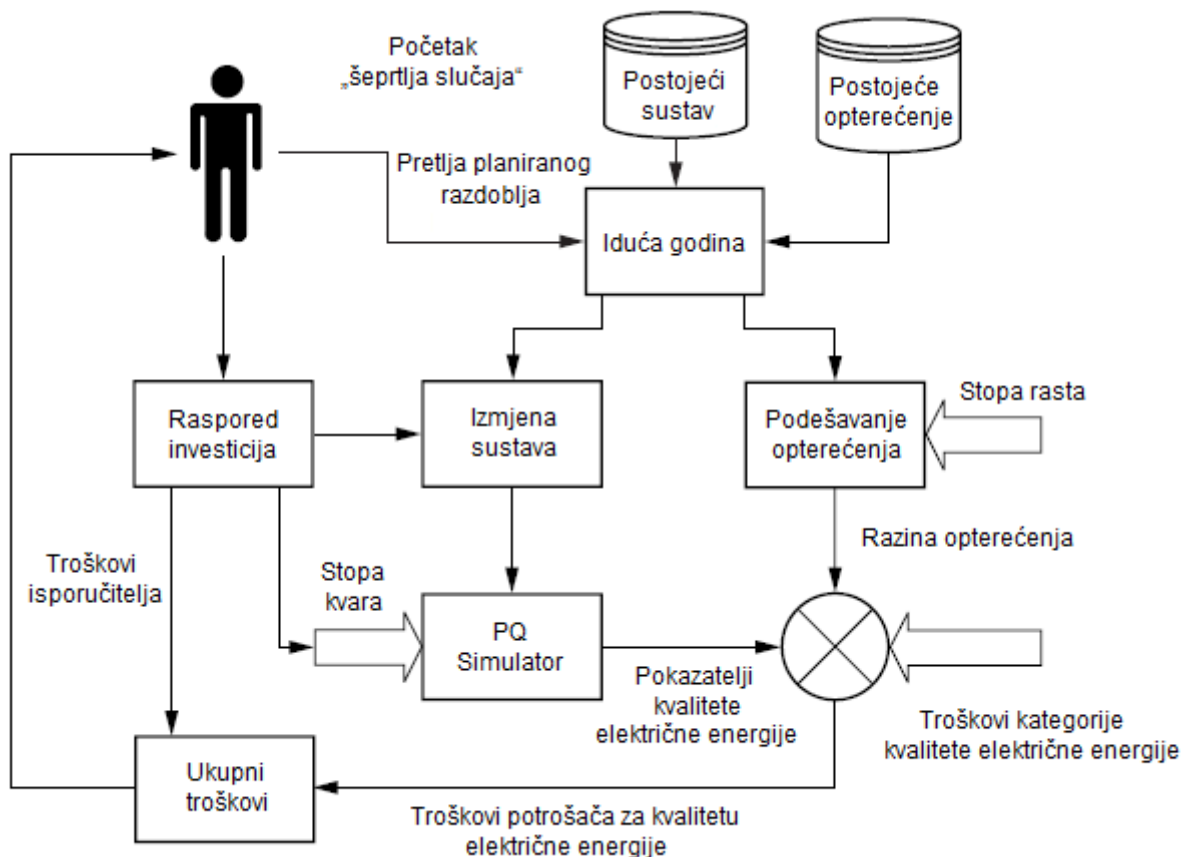 Početak
„šeprtlja slučaja“
Postojeći
sustav
Postojeće
opterećenje
Pretlja planiranog
razdoblja
Iduća godina
Raspored
investicija
Izmjena
sustava
Podešavanje
opterećenja
Stopa rasta
Troškovi
isporučitelja
Stopa
kvara
PQ
Simulator
Razina opterećenja
Pokazatelji
kvalitete
električne energije
Troškovi kategorije
kvalitete električne energije
Ukupni
troškovi
Troškovi potrošača za kvalitetu
električne energije